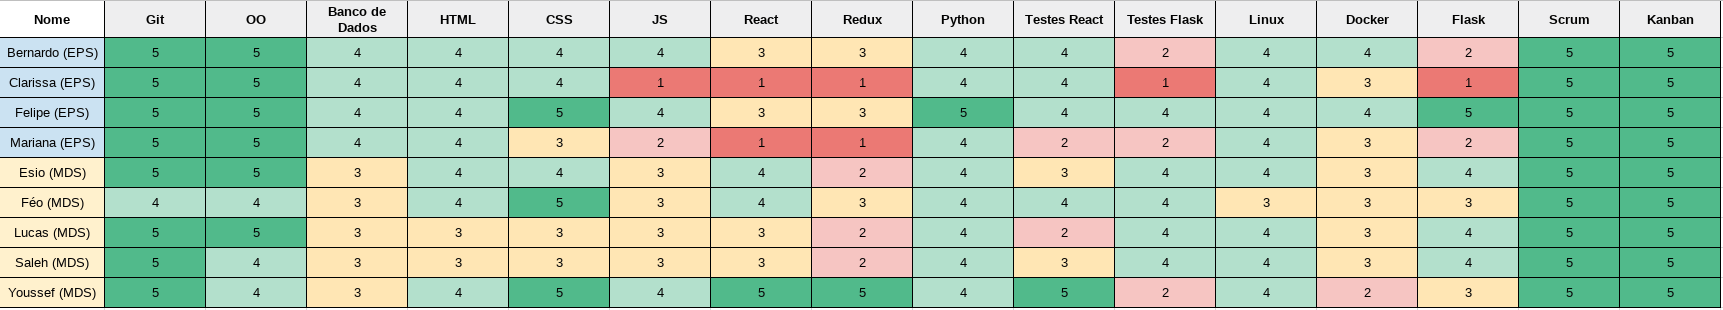 Nome Git OO Banco de Dados HTML CSS JS React Redux Python Testes React Testes Flask Linux Docker Flask Scrum Kanban
Bernardo (EPS) 5 5 4 4 4 4 3 3 4 4 2 4 4 2 5 5
Clarissa (EPS) 5 5 4 4 4 1 1 1 4 4 1 4 3 1 5 5
Felipe (EPS) 5 5 4 4 5 4 3 3 5 4 4 4 4 5 5 5
Mariana (EPS) 5 5 4 4 3 2 1 1 4 2 2 4 3 2 5 5
Esio (MDS) 5 5 3 4 4 3 4 2 4 3 4 4 3 4 5 5
Féo (MDS) 4 4 3 4 5 3 4 3 4 4 4 3 3 3 5 5
Lucas (MDS) 5 5 3 3 3 3 3 2 4 2 4 4 3 4 5 5
Saleh (MDS) 5 4 3 3 3 3 3 2 4 3 4 4 3 4 5 5
Youssef (MDS) 5 4 3 4 5 4 5 5 4 5 2 4 2 3 5 5